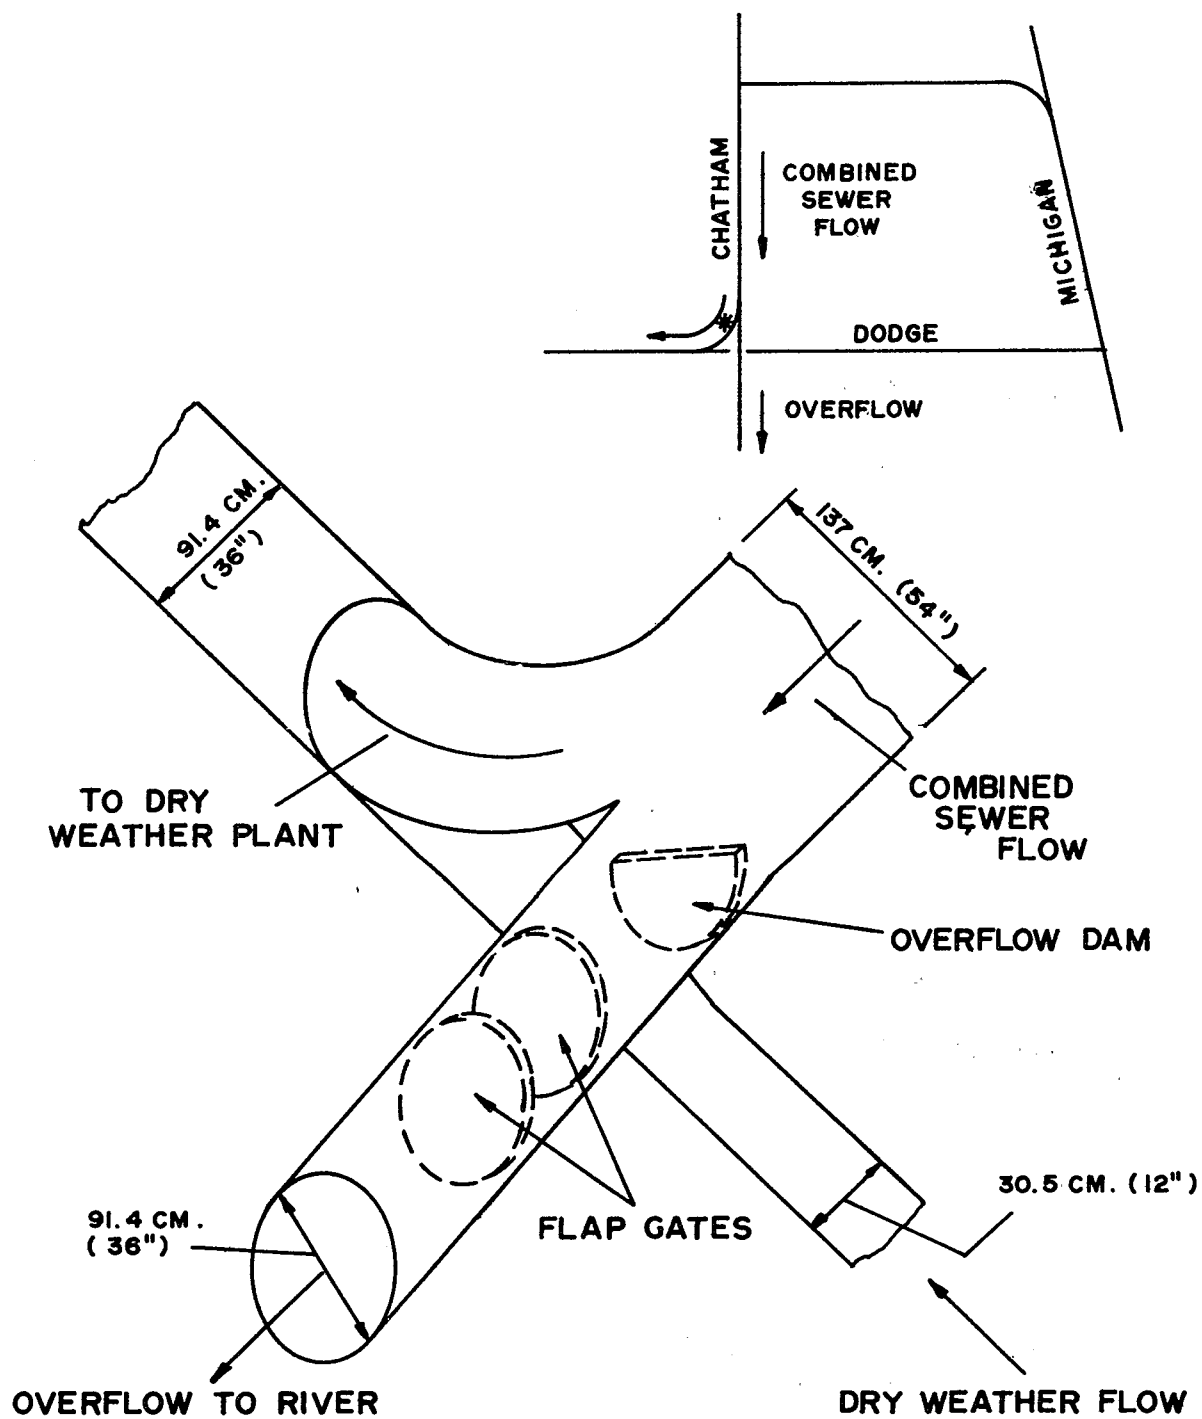 CHATHAM
COMBINED
SEWER
FLOW
MICHIGAN
*
DODGE
OVERFLOW
91.4 CM.
(36")
137 CM. (54")
TO DRY
WEATHER PLANT
COMBINED
SEWER
FLOW
OVERFLOW DAM
30.5 CM. (12")
91.4 CM.
(36")
FLAP GATES
OVERFLOW TO RIVER
DRY WEATHER FLOW